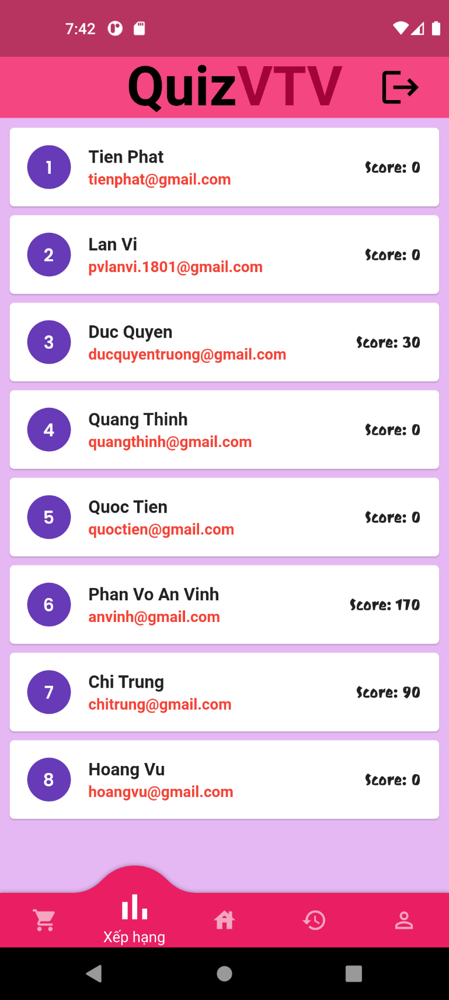 7:42
QuizVTV
1
Tien Phat
tienphat@gmail.com
Score: 0
2
Lan Vi
pvlanvi.1801@gmail.com
Score: 0
3
Duc Quyen
ducquyentruong@gmail.com
Score: 30
4
Quang Thinh
quangthinh@gmail.com
Score: 0
5
Quoc Tien
quoctien@gmail.com
Score: 0
6
Phan Vo An Vinh
anvinh@gmail.com
Score: 170
7
Chi Trung
chitrung@gmail.com
Score: 90
8
Hoang Vu
hoangvu@gmail.com
Score: 0
Xếp hạng